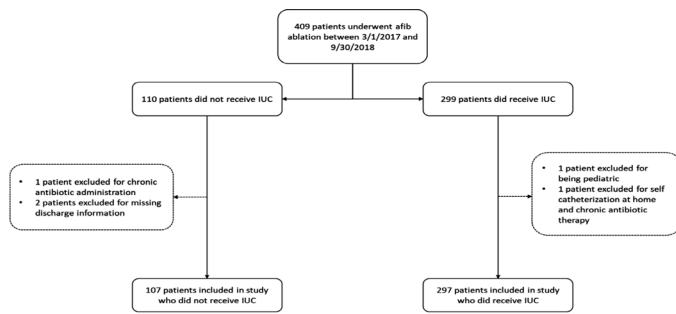 409 patients underwent afib
ablation between 3/1/2017 and
9/30/2018
110 patients did not receive IUC
299 patients did receive IUC
• 1 patient excluded for chronic
antibiotic administration
• 2 patients excluded for missing
discharge information
• 1 patient excluded for
being pediatric
• 1 patient excluded for self
catheterization at home
and chronic antibiotic
therapy
107 patients included in study
who did not receive IUC
297 patients included in study
who did receive IUC